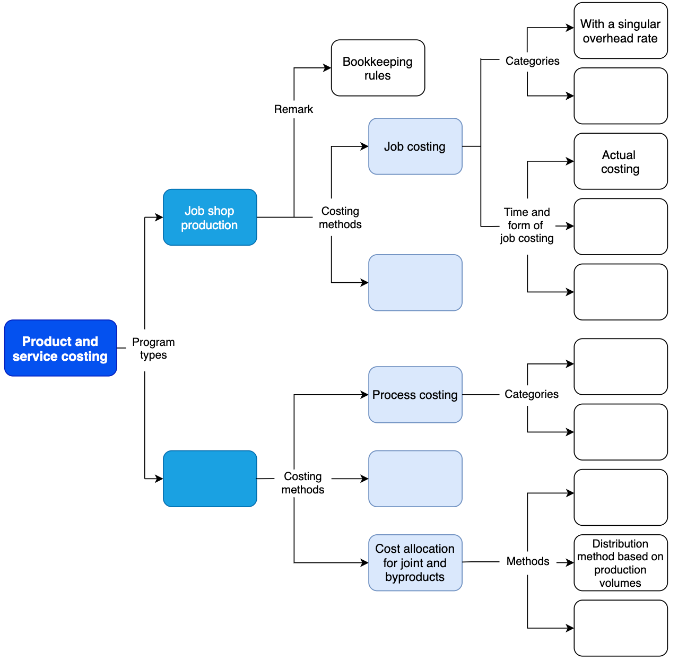 With a singular
overhead rate
Categories
Bookkeeping
rules
Remark
Job costing
Actual
costing
Job shop
production
Costing
methods
Time and
form of
job costing
Product and
service costing
Program
types
Process costing
Categories
Costing
methods
Cost allocation
for joint and
byproducts
Methods
Distribution
method based on
production
volumes